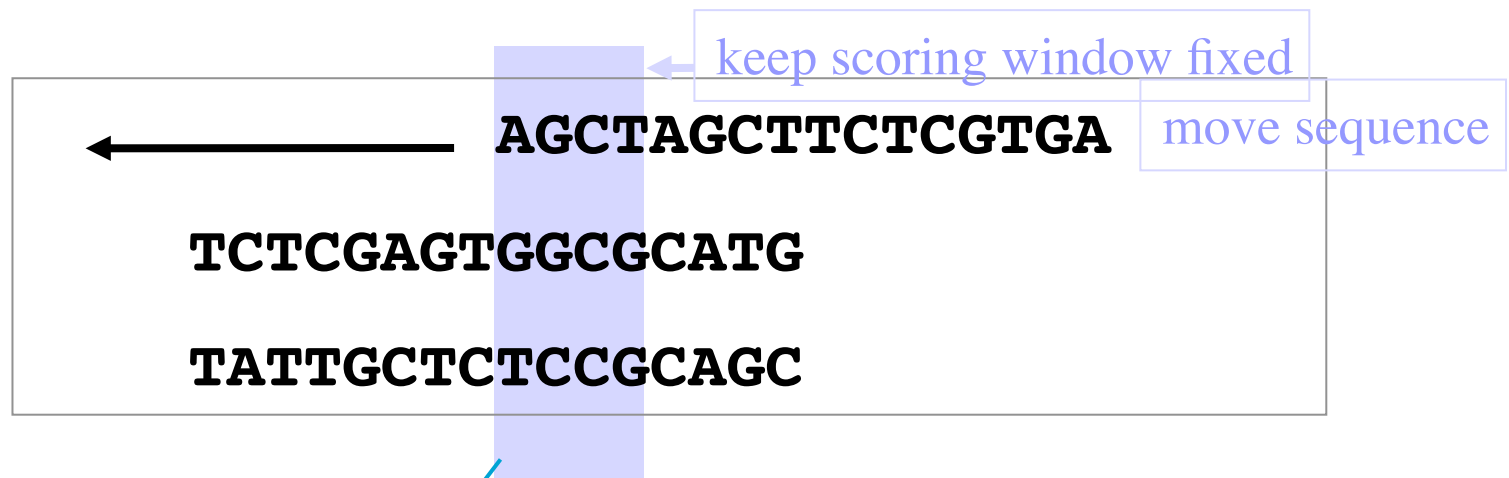 keep scoring window fixed
move sequence
AGCTAGCTTCTCGTGA
TCTCGAGTGGCGCATG
TATTGCTCTCCGCAGC